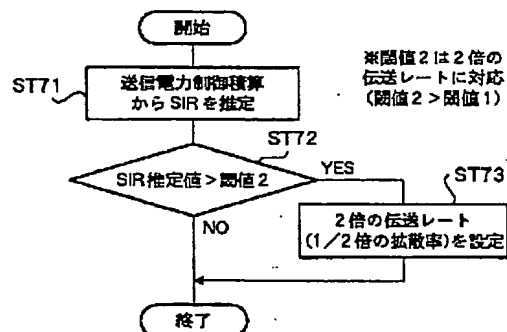 開始
ST71
送信電力制御積算
からSIRを推定
※閾値2は2倍の
伝送レートに対応
(閾値2>閾値1)
ST72
SIR推定値>閾値2
YES
NO
ST73
2倍の伝送レート
(1/2倍の拡散率)を設定
終了